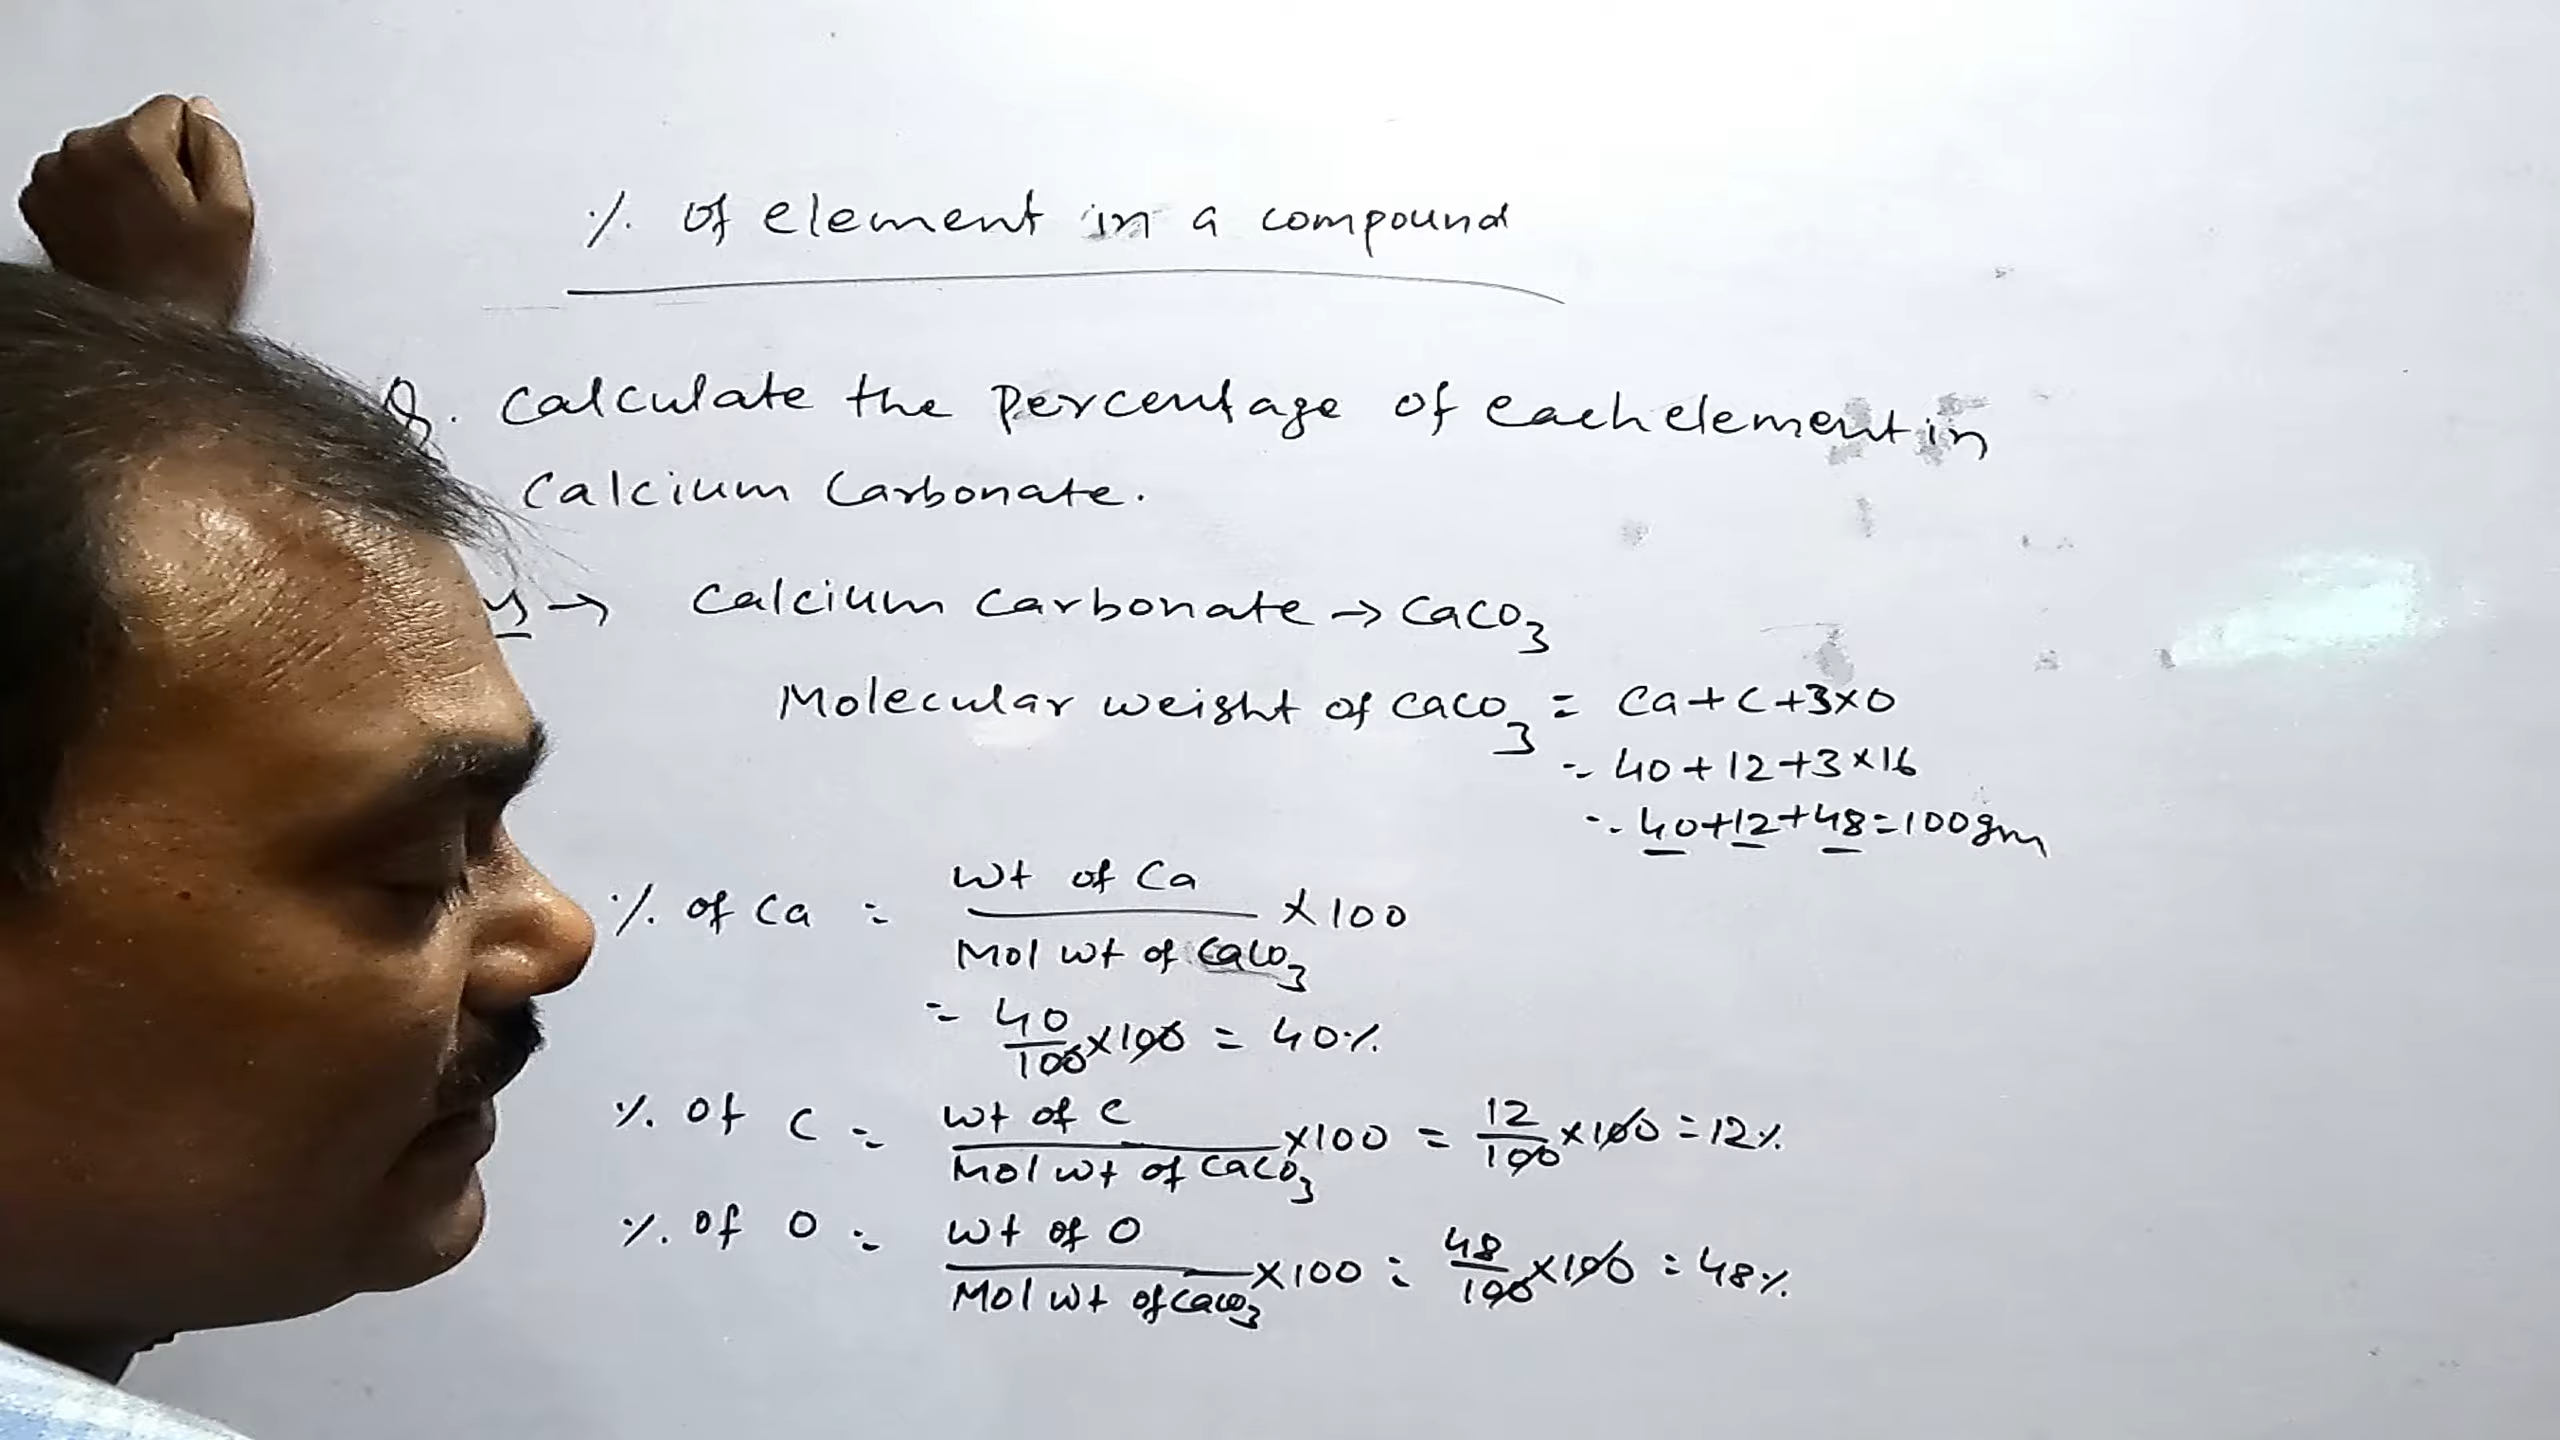 % of element in a compound
Q. Calculate the percentage of each element in
Calcium Carbonate.
→ Calcium Carbonate → CaCO3
Molecular weight of CaCO3 = Ca+C+3×O
= 40+12+3×16
= 40+12+48=100gm
% of Ca = Wt of Ca / Mol wt of CaCO3 ×100
= 40/100×100 = 40%
% of C = Wt of C / Mol wt of CaCO3 ×100 = 12/100×100 = 12%
% of O = Wt of O / Mol wt of CaCO3 ×100 = 48/100×100 = 48%